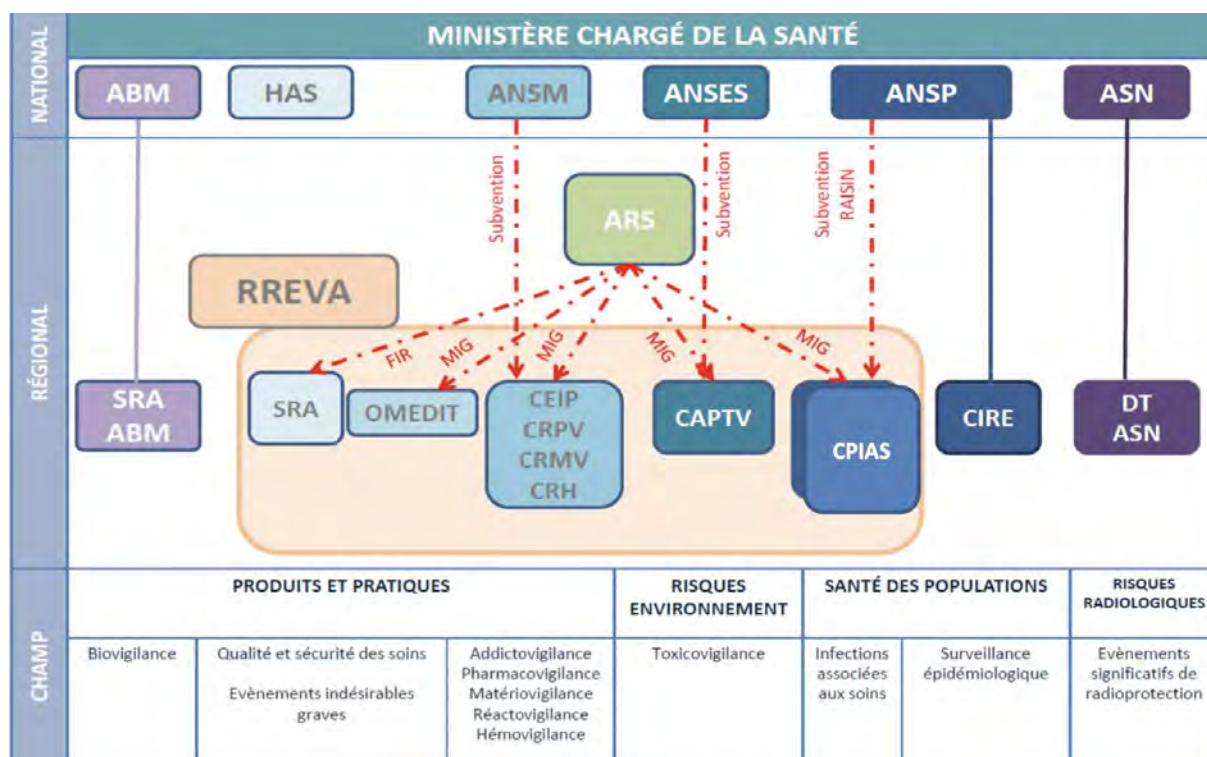 NATIONAL
MINISTÈRE CHARGÉ DE LA SANTÉ
ABM
HAS
ANSM
ANSES
ANSP
ASN
RÉGIONAL
Subvention
Subvention
Subvention
RAISIN
ARS
RREVA
FIR
MIG
MIG
MIG
MIG
SRA
ABM
SRA
OMEDIT
CEIP
CRPV
CRMV
CRH
CAPTV
CPIAS
CIRE
DT
ASN
CHAMP
PRODUITS ET PRATIQUES
RISQUES
ENVIRONNEMENT
SANTÉ DES POPULATIONS
RISQUES
RADIOLOGIQUES
Biovigilance
Qualité et sécurité des soins
Evènements indésirables
graves
Addictovigilance
Pharmacovigilance
Matériovigilance
Réactovigilance
Hémovigilance
Toxicovigilance
Infections
associées
aux soins
Surveillance
épidémiologique
Evènements
significatifs de
radioprotection